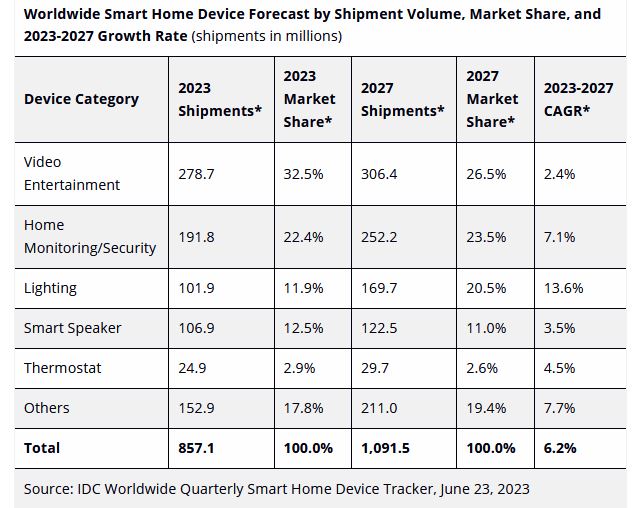 Worldwide Smart Home Device Forecast by Shipment Volume, Market Share, and
2023-2027 Growth Rate (shipments in millions)
Device Category 2023 Shipments* 2023 Market Share* 2027 Shipments* 2027 Market Share* 2023-2027 CAGR*
Video Entertainment 278.7 32.5% 306.4 26.5% 2.4%
Home Monitoring/Security 191.8 22.4% 252.2 23.5% 7.1%
Lighting 101.9 11.9% 169.7 20.5% 13.6%
Smart Speaker 106.9 12.5% 122.5 11.0% 3.5%
Thermostat 24.9 2.9% 29.7 2.6% 4.5%
Others 152.9 17.8% 211.0 19.4% 7.7%
Total 857.1 100.0% 1,091.5 100.0% 6.2%
Source: IDC Worldwide Quarterly Smart Home Device Tracker, June 23, 2023